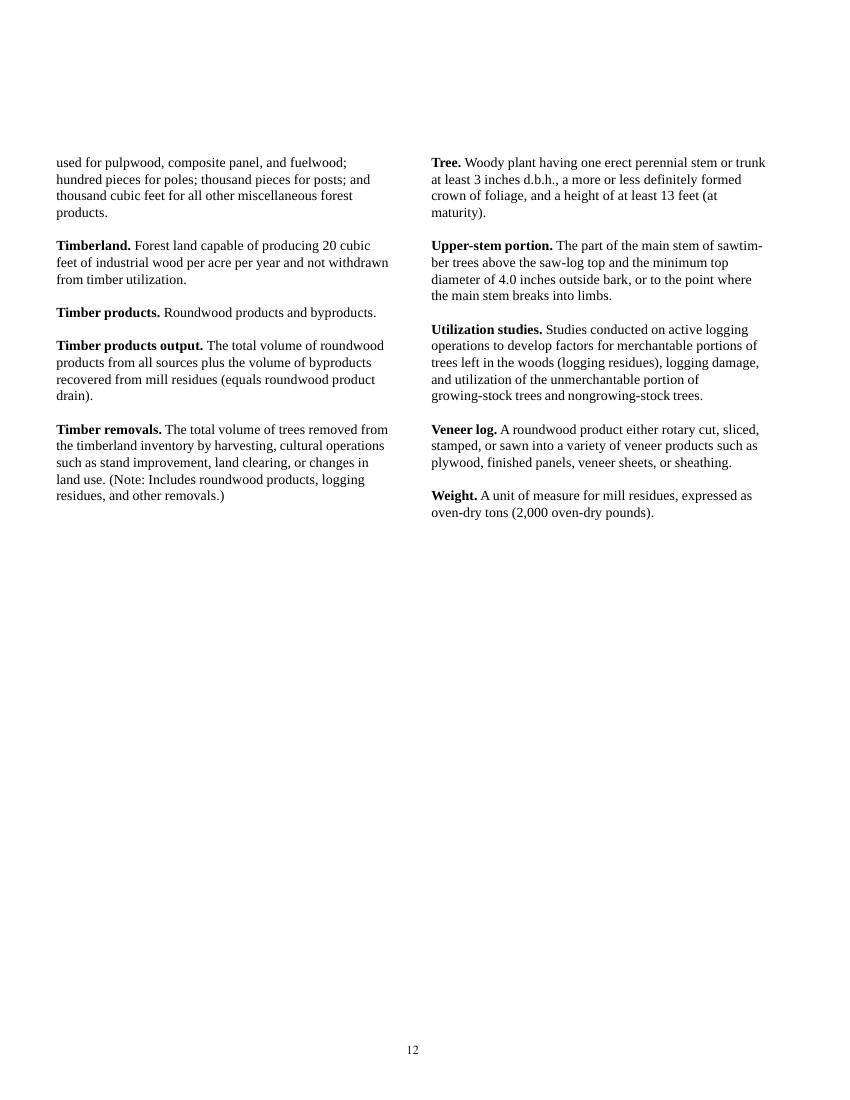 used for pulpwood, composite panel, and fuelwood;
hundred pieces for poles; thousand pieces for posts; and
thousand cubic feet for all other miscellaneous forest
products.
Timberland. Forest land capable of producing 20 cubic
feet of industrial wood per acre per year and not withdrawn
from timber utilization.
Timber products. Roundwood products and byproducts.
Timber products output. The total volume of roundwood
products from all sources plus the volume of byproducts
recovered from mill residues (equals roundwood product
drain).
Timber removals. The total volume of trees removed from
the timberland inventory by harvesting, cultural operations
such as stand improvement, land clearing, or changes in
land use. (Note: Includes roundwood products, logging
residues, and other removals.)
Tree. Woody plant having one erect perennial stem or trunk
at least 3 inches d.b.h., a more or less definitely formed
crown of foliage, and a height of at least 13 feet (at
maturity).
Upper-stem portion. The part of the main stem of sawtim-
ber trees above the saw-log top and the minimum top
diameter of 4.0 inches outside bark, or to the point where
the main stem breaks into limbs.
Utilization studies. Studies conducted on active logging
operations to develop factors for merchantable portions of
trees left in the woods (logging residues), logging damage,
and utilization of the unmerchantable portion of
growing-stock trees and nongrowing-stock trees.
Veneer log. A roundwood product either rotary cut, sliced,
stamped, or sawn into a variety of veneer products such as
plywood, finished panels, veneer sheets, or sheathing.
Weight. A unit of measure for mill residues, expressed as
oven-dry tons (2,000 oven-dry pounds).
12